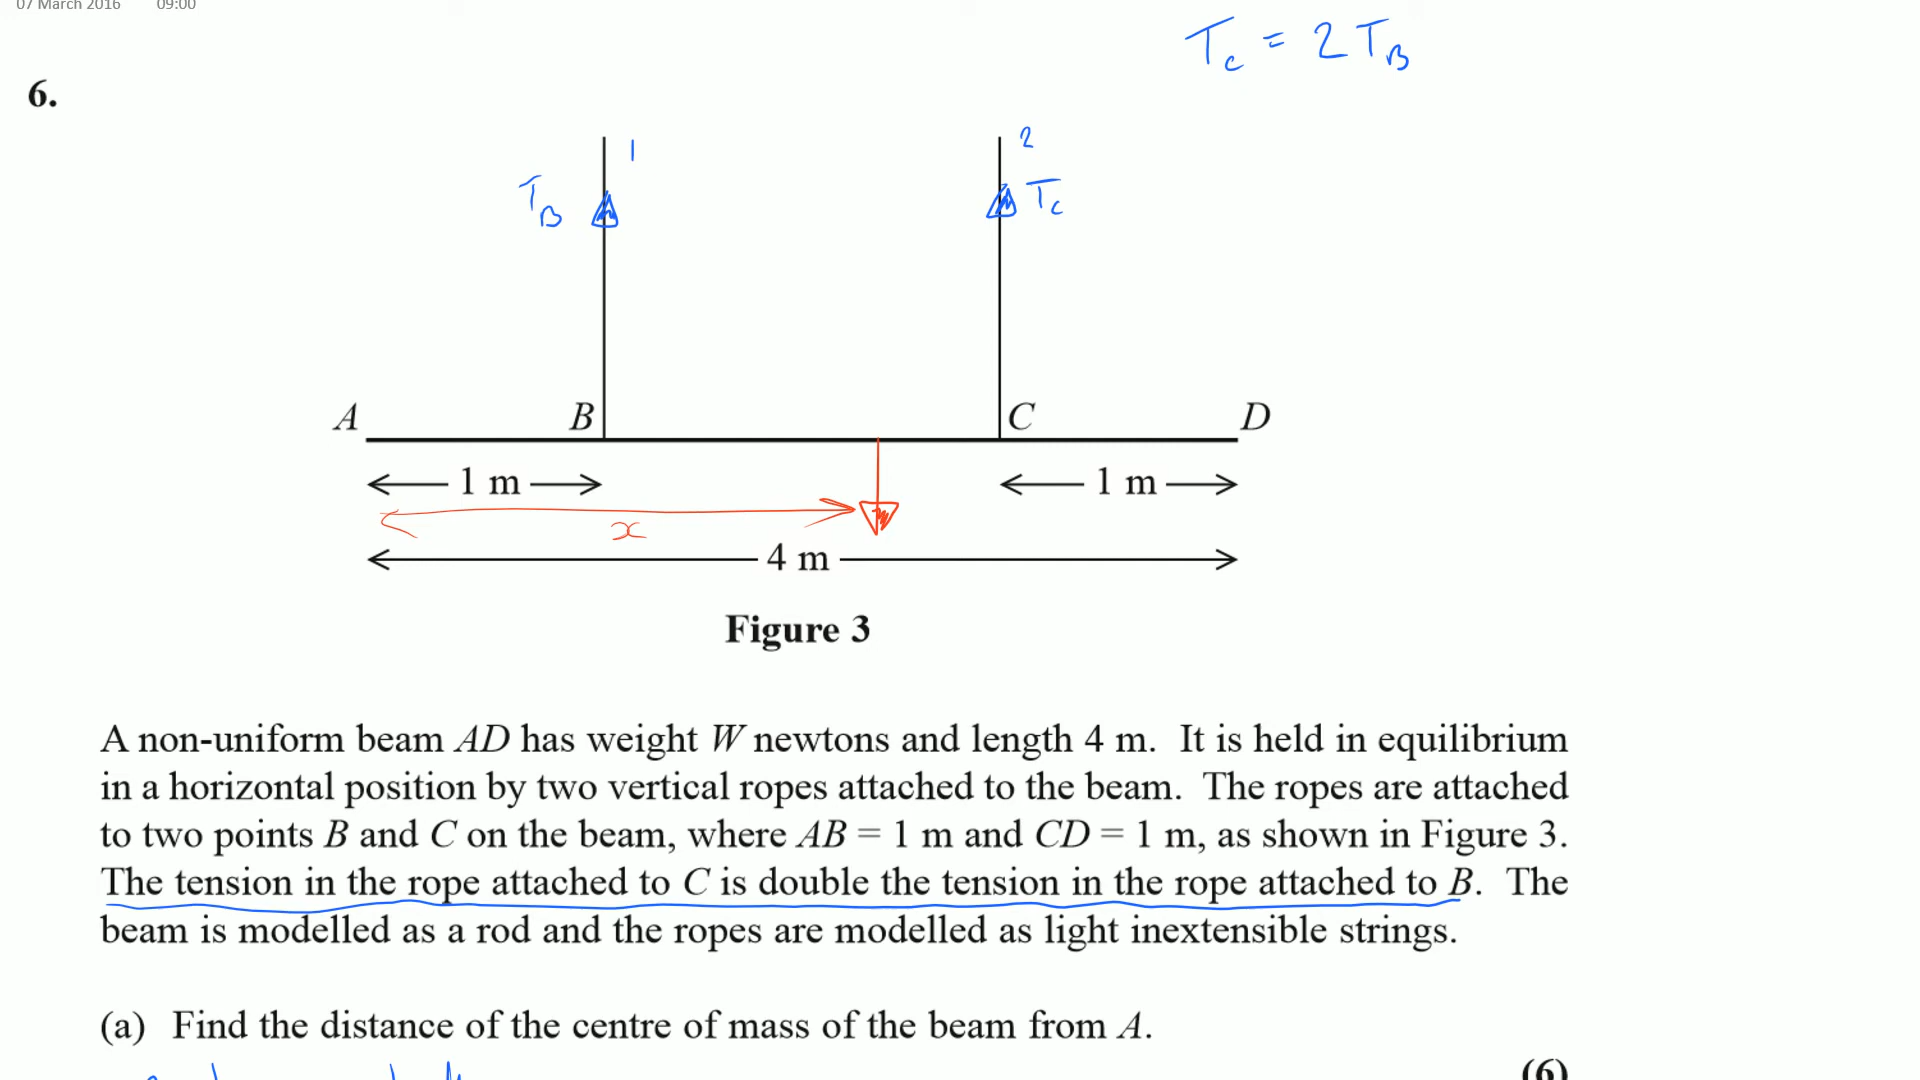 07 March 2016 09:00
T_C = 2 T_B
6.
1
2
T_B
T_C
A
B
C
D
1 m
1 m
x
4 m
Figure 3
A non-uniform beam AD has weight W newtons and length 4 m. It is held in equilibrium
in a horizontal position by two vertical ropes attached to the beam. The ropes are attached
to two points B and C on the beam, where AB = 1 m and CD = 1 m, as shown in Figure 3.
The tension in the rope attached to C is double the tension in the rope attached to B. The
beam is modelled as a rod and the ropes are modelled as light inextensible strings.
(a) Find the distance of the centre of mass of the beam from A.
(6)